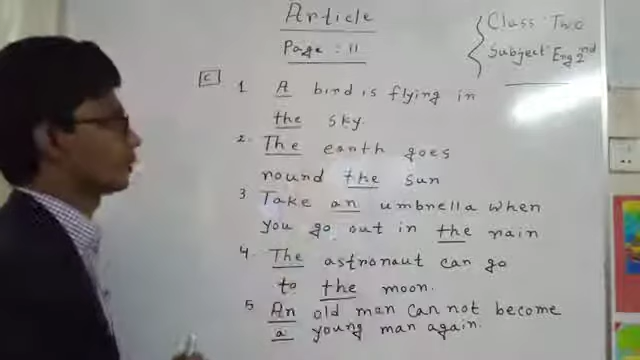 Article
Page : 11
Class : Two
Subject : Eng 2nd
C
1. A bird is flying in
the sky.
2. The earth goes
round the sun
3. Take an umbrella when
you go out in the rain
4. The astronaut can go
to the moon.
5. An old man can not become
a young man again.